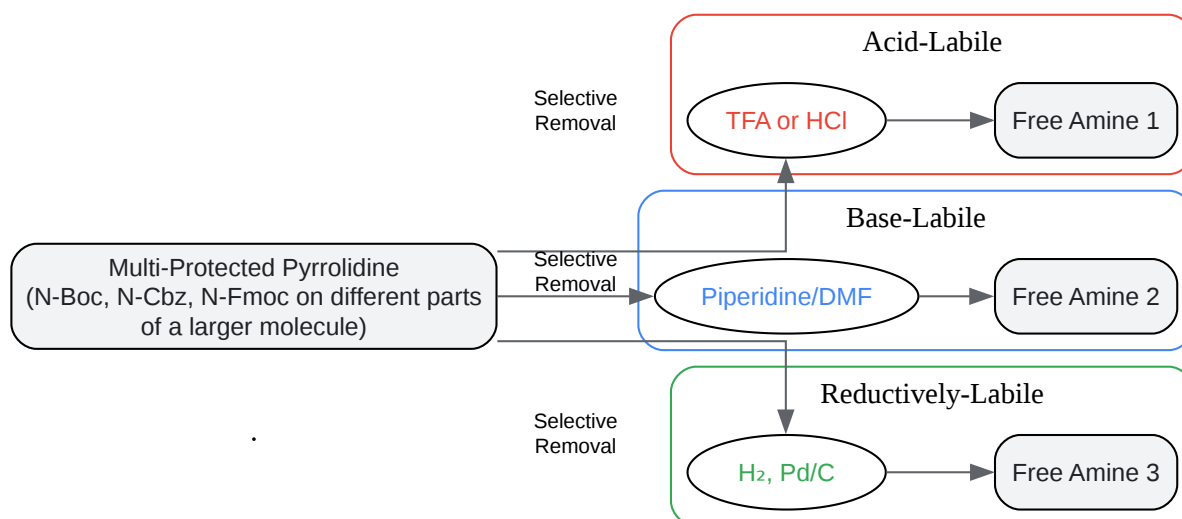 Acid-Labile
Selective
Removal
TFA or HCl
Free Amine 1
Base-Labile
Multi-Protected Pyrrolidine
(N-Boc, N-Cbz, N-Fmoc on different parts
of a larger molecule)
Selective
Removal
Piperidine/DMF
Free Amine 2
Reductively-Labile
Selective
Removal
H₂, Pd/C
Free Amine 3
.